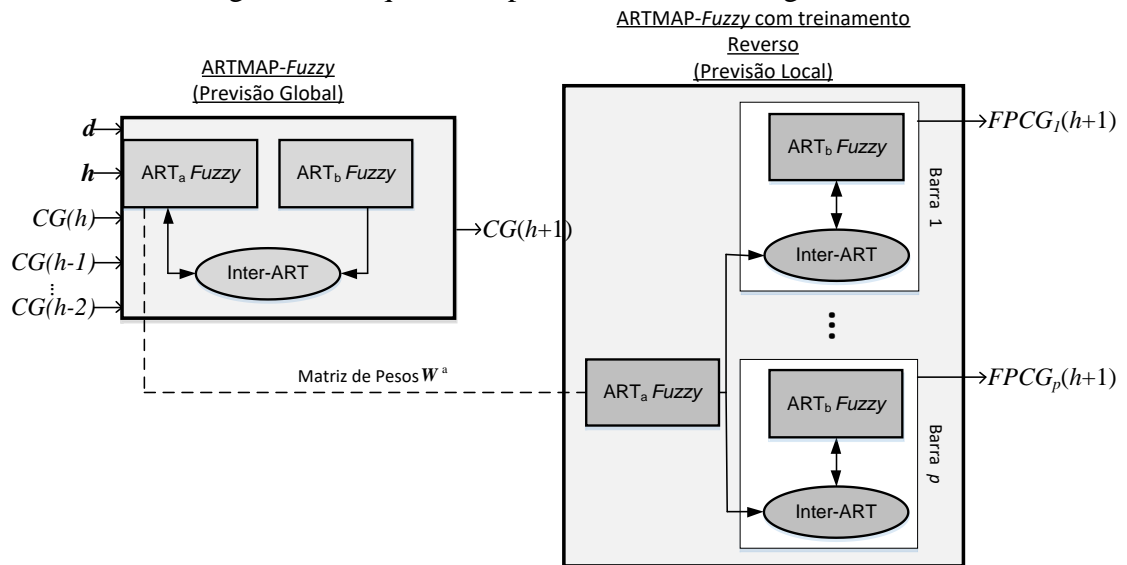 ARTMAP-Fuzzy com treinamento
Reverso
(Previsão Local)
ARTMAP-Fuzzy
(Previsão Global)
d
h
CG(h)
CG(h-1)
⋮
CG(h-2)
ARTa Fuzzy
ARTb Fuzzy
Inter-ART
CG(h+1)
Matriz de Pesos W a
ARTa Fuzzy
ARTb Fuzzy
Inter-ART
Barra 1
FPCG1(h+1)
⋮
ARTb Fuzzy
Inter-ART
Barra p
FPCGp(h+1)